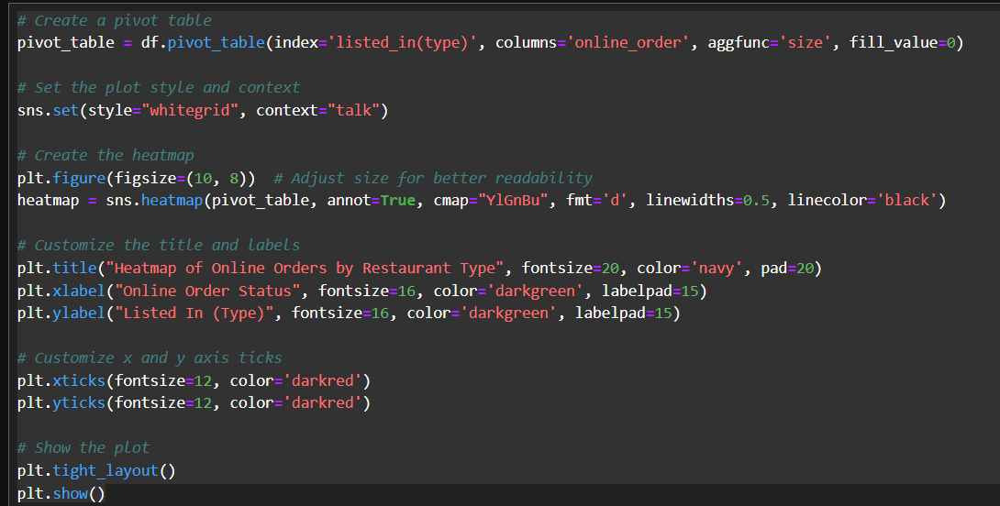 # Create a pivot table
pivot_table = df.pivot_table(index='listed_in(type)', columns='online_order', aggfunc='size', fill_value=0)
# Set the plot style and context
sns.set(style="whitegrid", context="talk")
# Create the heatmap
plt.figure(figsize=(10, 8))  # Adjust size for better readability
heatmap = sns.heatmap(pivot_table, annot=True, cmap="YlGnBu", fmt='d', linewidths=0.5, linecolor='black')
# Customize the title and labels
plt.title("Heatmap of Online Orders by Restaurant Type", fontsize=20, color='navy', pad=20)
plt.xlabel("Online Order Status", fontsize=16, color='darkgreen', labelpad=15)
plt.ylabel("Listed In (Type)", fontsize=16, color='darkgreen', labelpad=15)
# Customize x and y axis ticks
plt.xticks(fontsize=12, color='darkred')
plt.yticks(fontsize=12, color='darkred')
# Show the plot
plt.tight_layout()
plt.show()